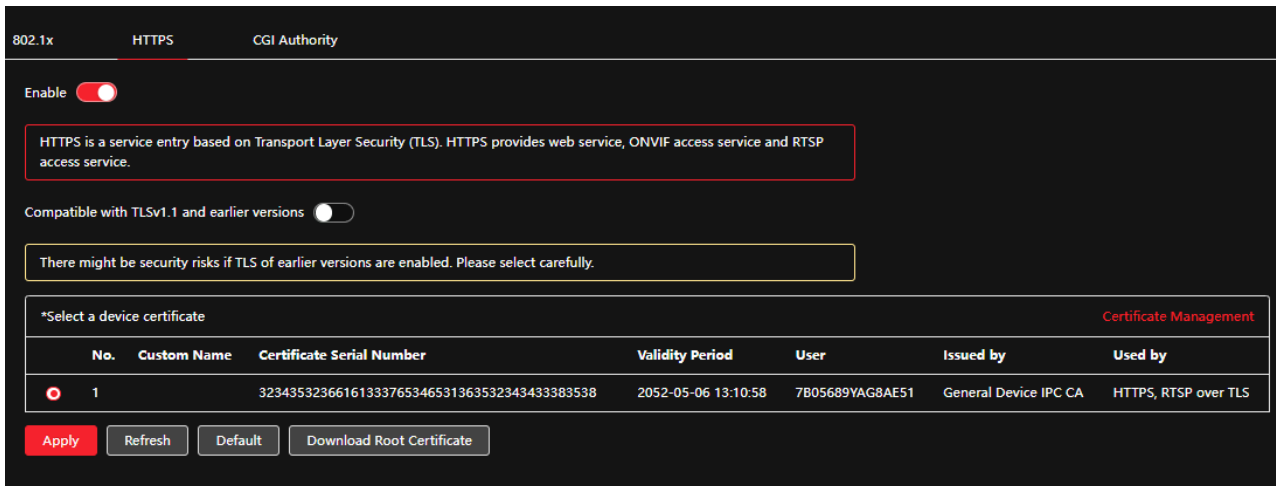 802.1x HTTPS CGI Authority
Enable
HTTPS is a service entry based on Transport Layer Security (TLS). HTTPS provides web service, ONVIF access service and RTSP
access service.
Compatible with TLSv1.1 and earlier versions
There might be security risks if TLS of earlier versions are enabled. Please select carefully.
*Select a device certificate Certificate Management
No. Custom Name Certificate Serial Number Validity Period User Issued by Used by
1 32343532366161333765346531363532343433383538 2052-05-06 13:10:58 7B05689YAG8AE51 General Device IPC CA HTTPS, RTSP over TLS
Apply Refresh Default Download Root Certificate